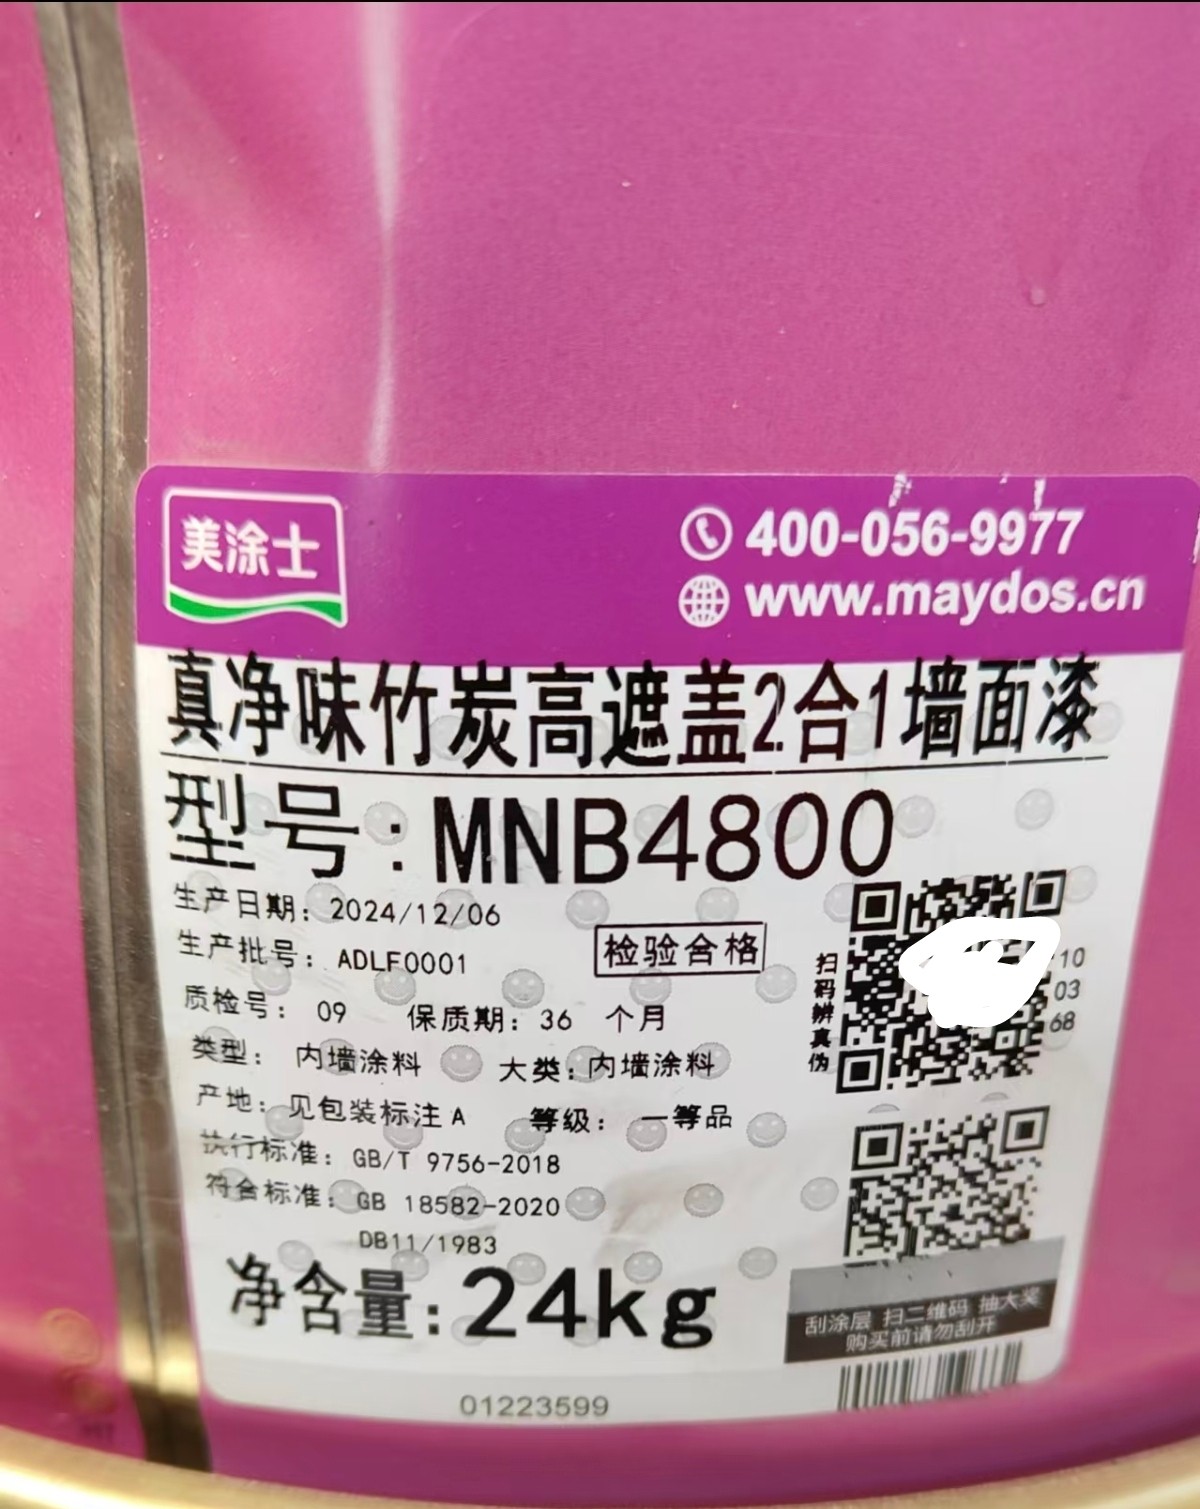 美涂士
400-056-9977
www.maydos.cn
真净味竹炭高遮盖2合1墙面漆
型号:MNB4800
生产日期: 2024/12/06
生产批号: ADLF0001
检验合格
质检号: 09 保质期: 36 个月
类型: 内墙涂料 大类: 内墙涂料
产地: 见包装标注A 等级: 一等品
执行标准: GB/T 9756-2018
符合标准: GB 18582-2020
DB11/1983
净含量:24kg
扫码辨真伪
10
03
68
刮涂层 扫二维码 抽大奖
购买前请勿刮开
01223599